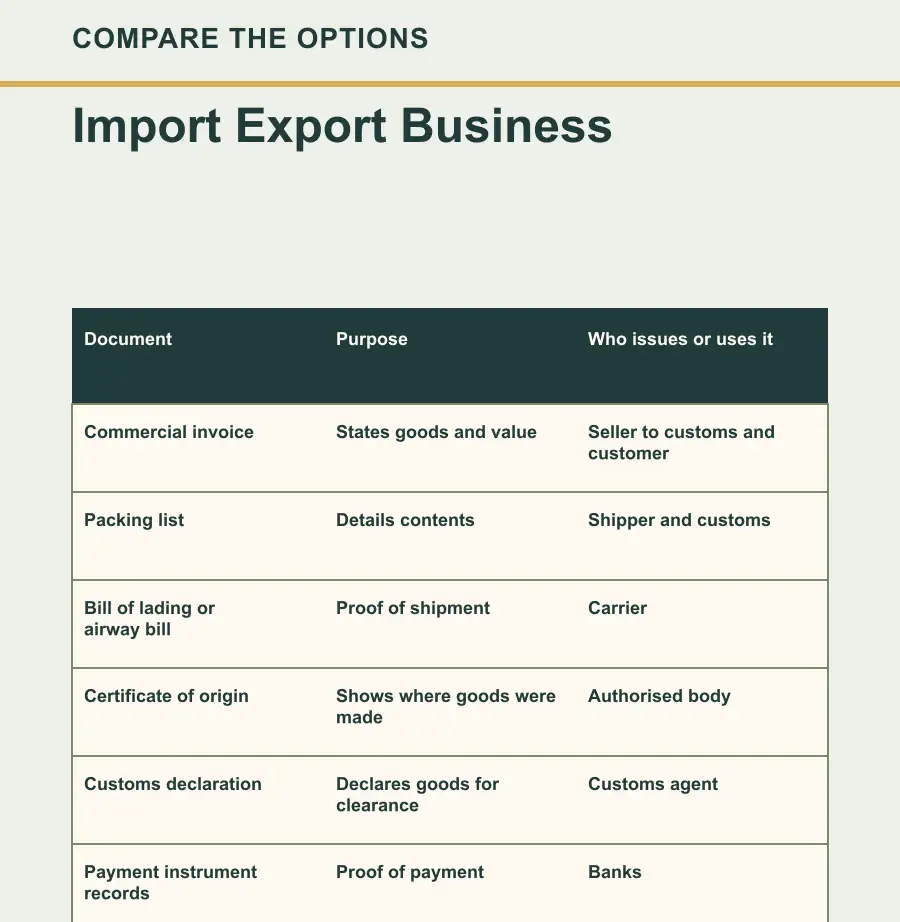 COMPARE THE OPTIONS
Import Export Business
Document Purpose Who issues or uses it
Commercial invoice States goods and value Seller to customs and
customer
Packing list Details contents Shipper and customs
Bill of lading or Proof of shipment Carrier
airway bill
Certificate of origin Shows where goods were Authorised body
made
Customs declaration Declares goods for Customs agent
clearance
Payment instrument Proof of payment Banks
records